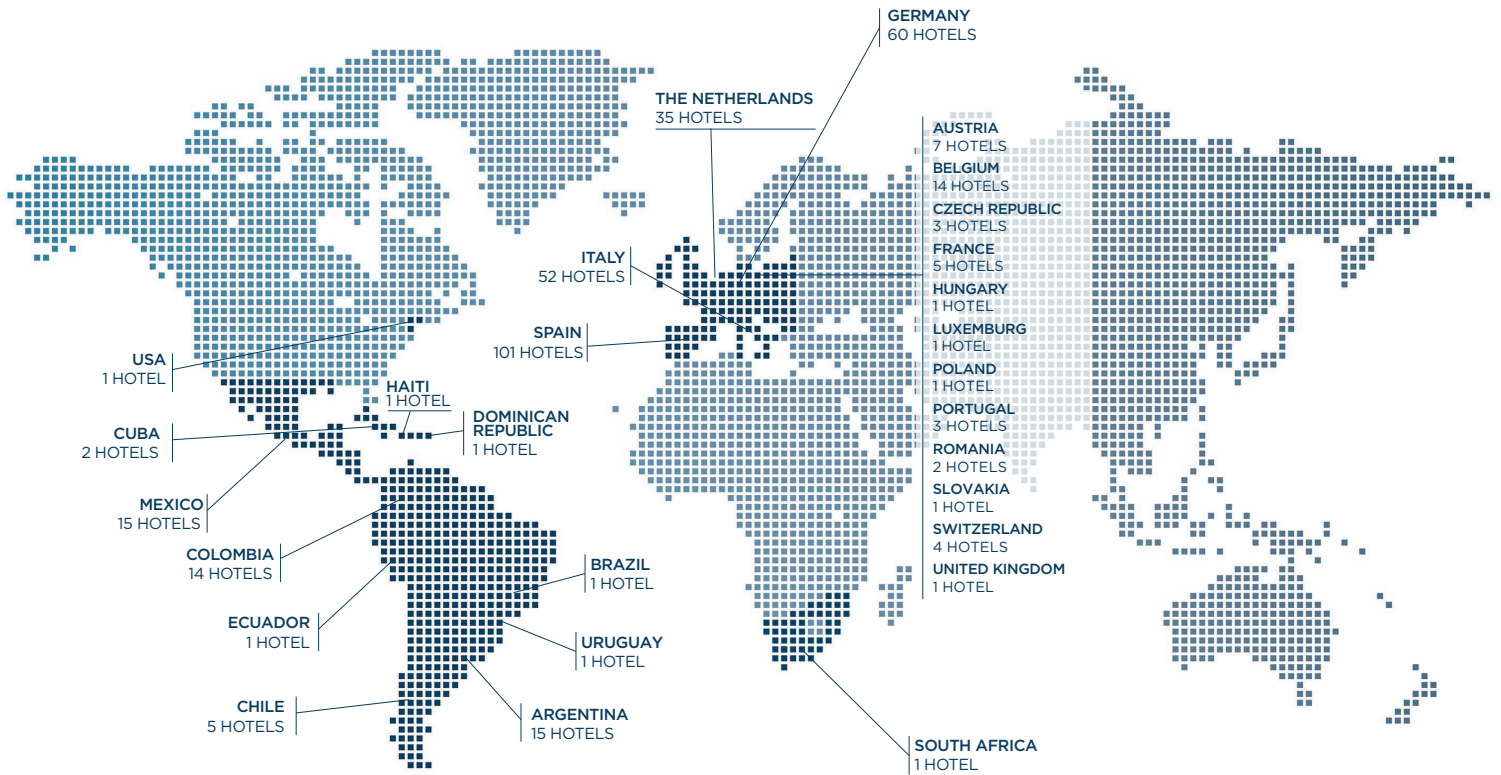 GERMANY
60 HOTELS
THE NETHERLANDS
35 HOTELS
AUSTRIA
7 HOTELS
BELGIUM
14 HOTELS
CZECH REPUBLIC
3 HOTELS
FRANCE
5 HOTELS
HUNGARY
1 HOTEL
LUXEMBURG
1 HOTEL
POLAND
1 HOTEL
PORTUGAL
3 HOTELS
ROMANIA
2 HOTELS
SLOVAKIA
1 HOTEL
SWITZERLAND
4 HOTELS
UNITED KINGDOM
1 HOTEL
ITALY
52 HOTELS
SPAIN
101 HOTELS
USA
1 HOTEL
HAITI
1 HOTEL
DOMINICAN
REPUBLIC
1 HOTEL
CUBA
2 HOTELS
MEXICO
15 HOTELS
COLOMBIA
14 HOTELS
BRAZIL
1 HOTEL
ECUADOR
1 HOTEL
URUGUAY
1 HOTEL
CHILE
5 HOTELS
ARGENTINA
15 HOTELS
SOUTH AFRICA
1 HOTEL